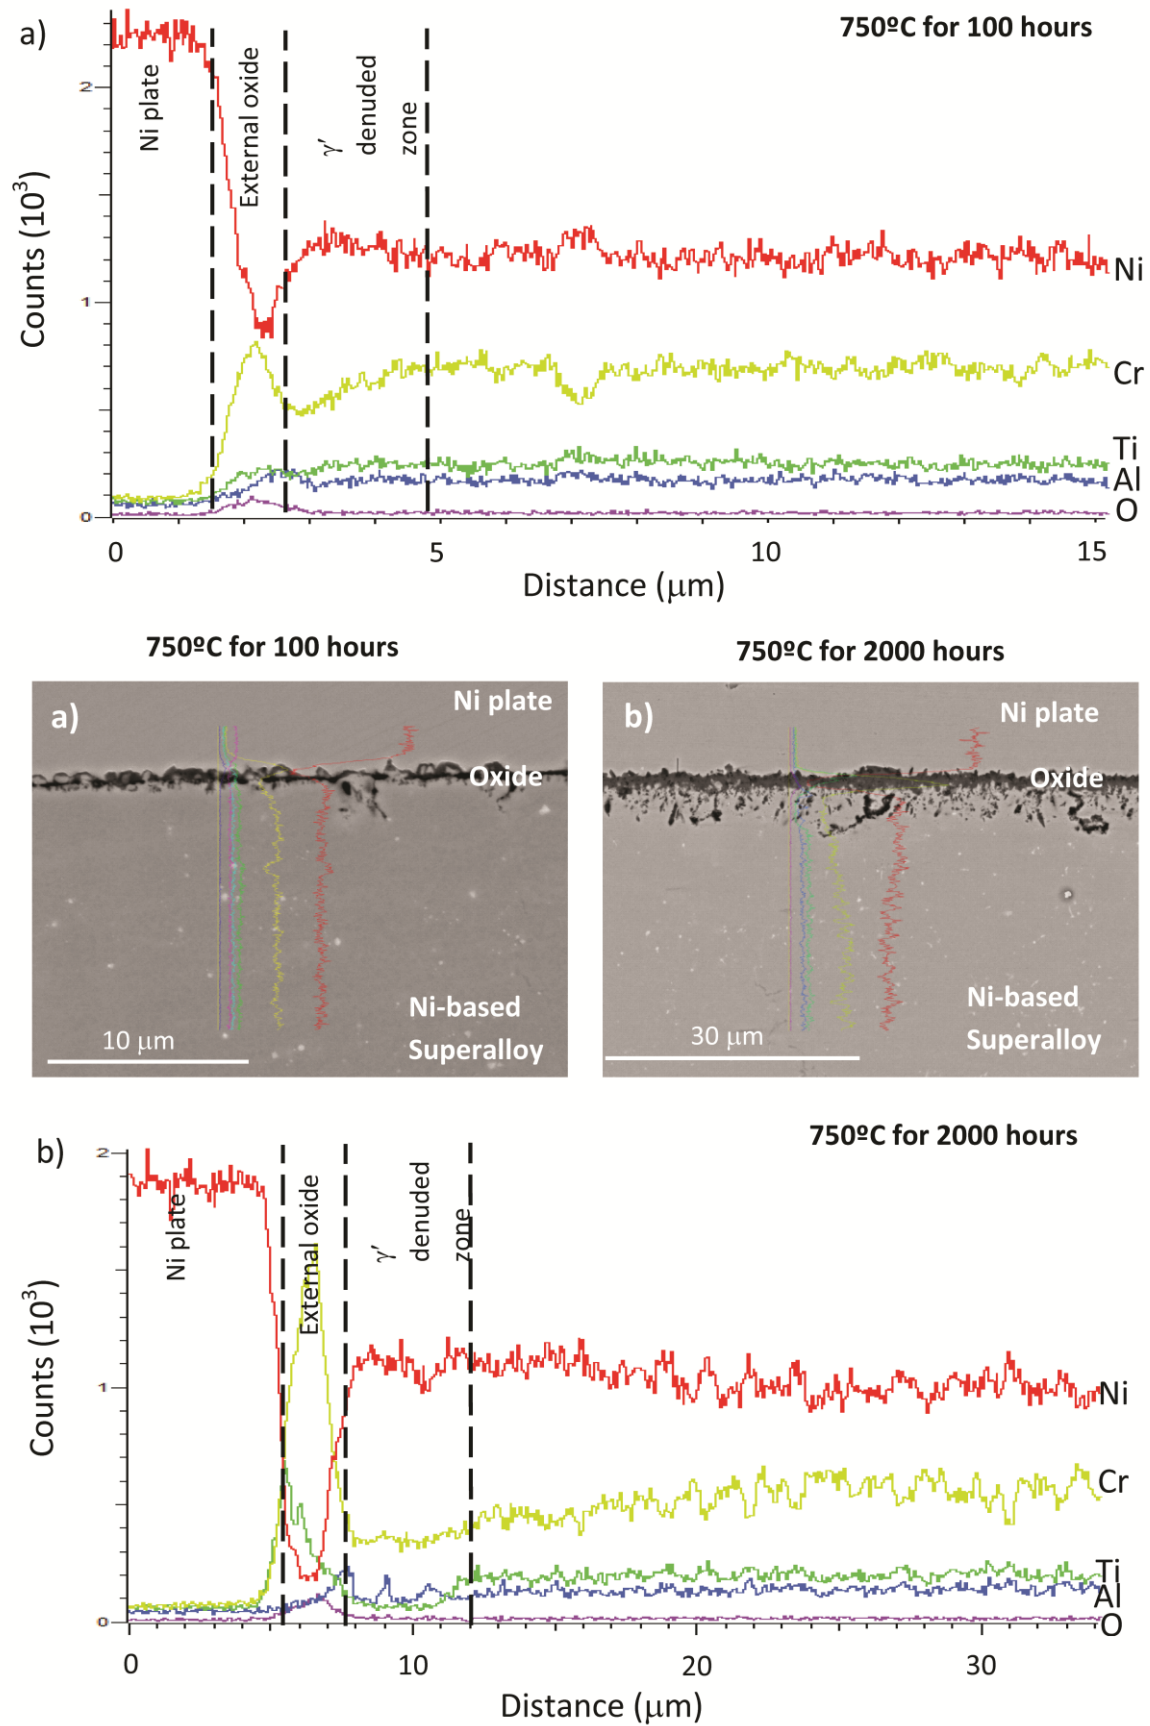 a)
750ºC for 100 hours
Counts (10³)
2
1
0
Ni plate
External oxide
γ′
denuded
zone
Ni
Cr
Ti
Al
O
0 5 10 15
Distance (μm)
750ºC for 100 hours
a)
Ni plate
Oxide
Ni-based
Superalloy
10 μm
750ºC for 2000 hours
b)
Ni plate
Oxide
Ni-based
Superalloy
30 μm
b)
750ºC for 2000 hours
Counts (10³)
2
1
0
Ni plate
External oxide
γ′
denuded
zone
Ni
Cr
Ti
Al
O
0 10 20 30
Distance (μm)